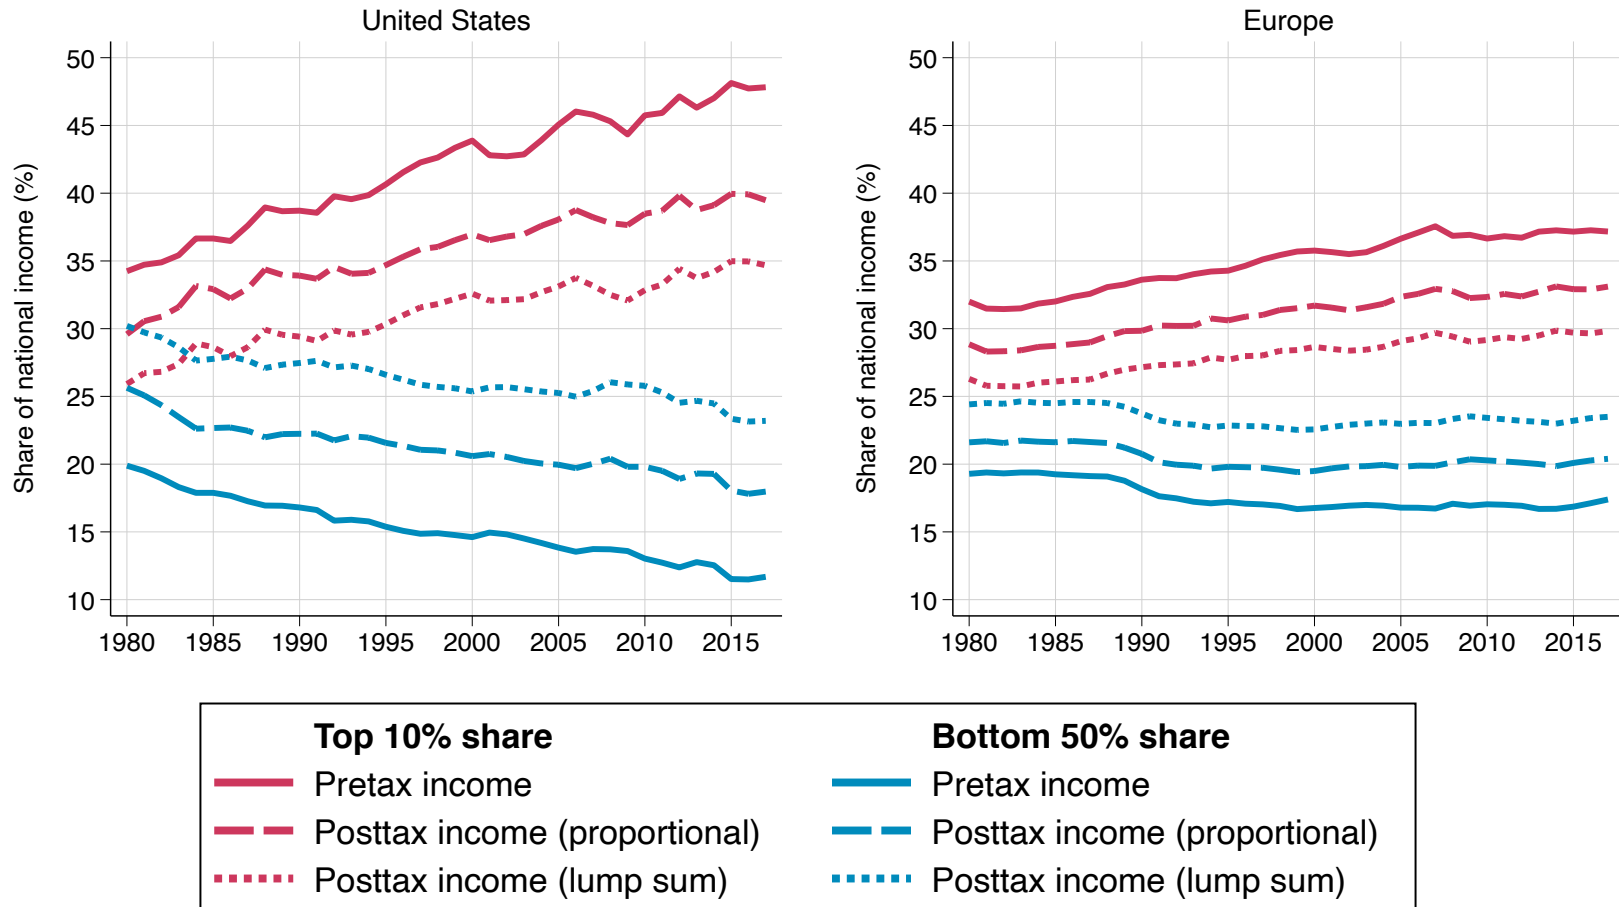 United States
Share of national income (%)
50
45
40
35
30
25
20
15
10
1980 1985 1990 1995 2000 2005 2010 2015
Europe
Share of national income (%)
50
45
40
35
30
25
20
15
10
1980 1985 1990 1995 2000 2005 2010 2015
Top 10% share
Pretax income
Posttax income (proportional)
Posttax income (lump sum)
Bottom 50% share
Pretax income
Posttax income (proportional)
Posttax income (lump sum)